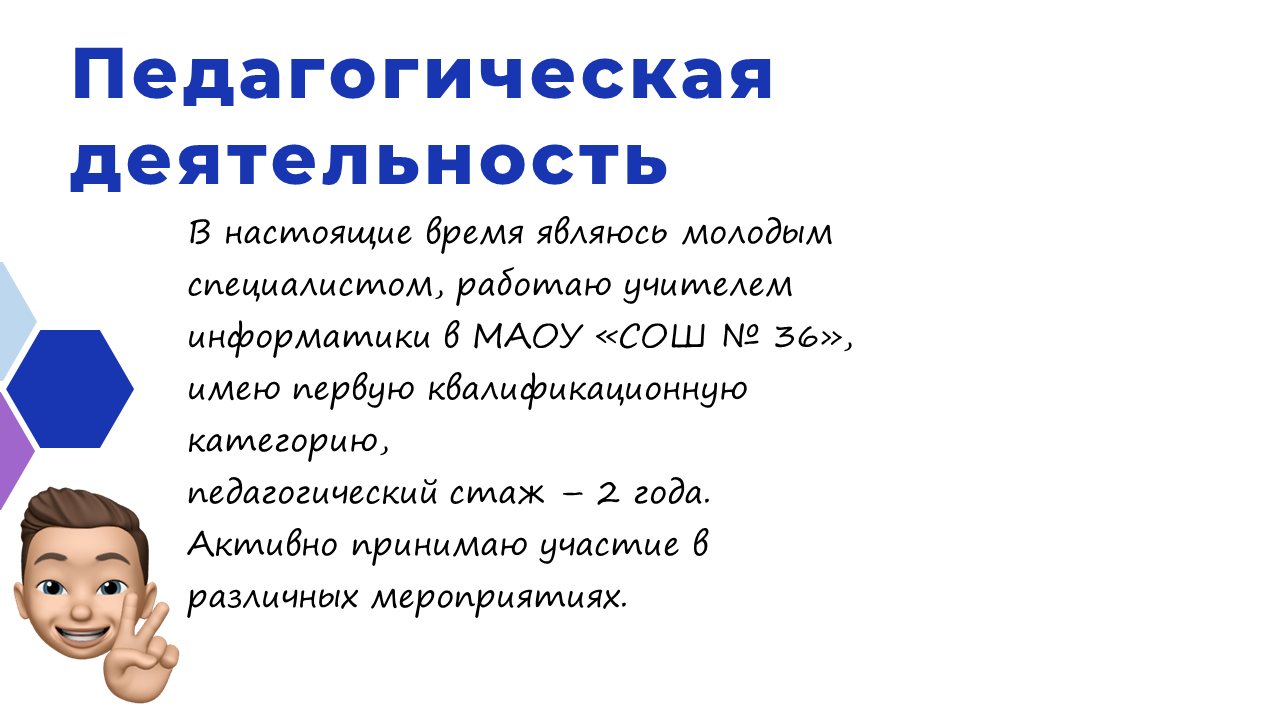 Педагогическая
деятельность
В настоящие время являюсь молодым
специалистом, работаю учителем
информатики в МАОУ «СОШ № 36»,
имею первую квалификационную
категорию,
педагогический стаж – 2 года.
Активно принимаю участие в
различных мероприятиях.